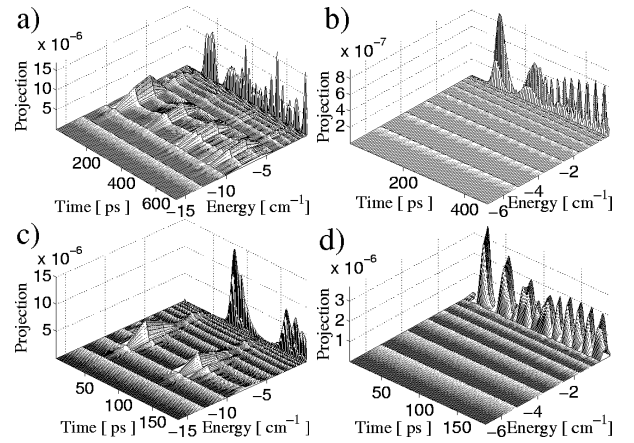 a)
x 10⁻⁶
15
10
5
Projection
200
400
600
Time [ ps ]
-15
-10
-5
Energy [ cm⁻¹ ]
b)
x 10⁻⁷
8
6
4
2
Projection
200
400
Time [ ps ]
-6
-4
-2
Energy [ cm⁻¹ ]
c)
x 10⁻⁶
15
10
5
Projection
50
100
150
Time [ ps ]
-15
-10
-5
Energy [ cm⁻¹ ]
d)
x 10⁻⁶
3
2
1
Projection
50
100
150
Time [ ps ]
-6
-4
-2
Energy [ cm⁻¹ ]